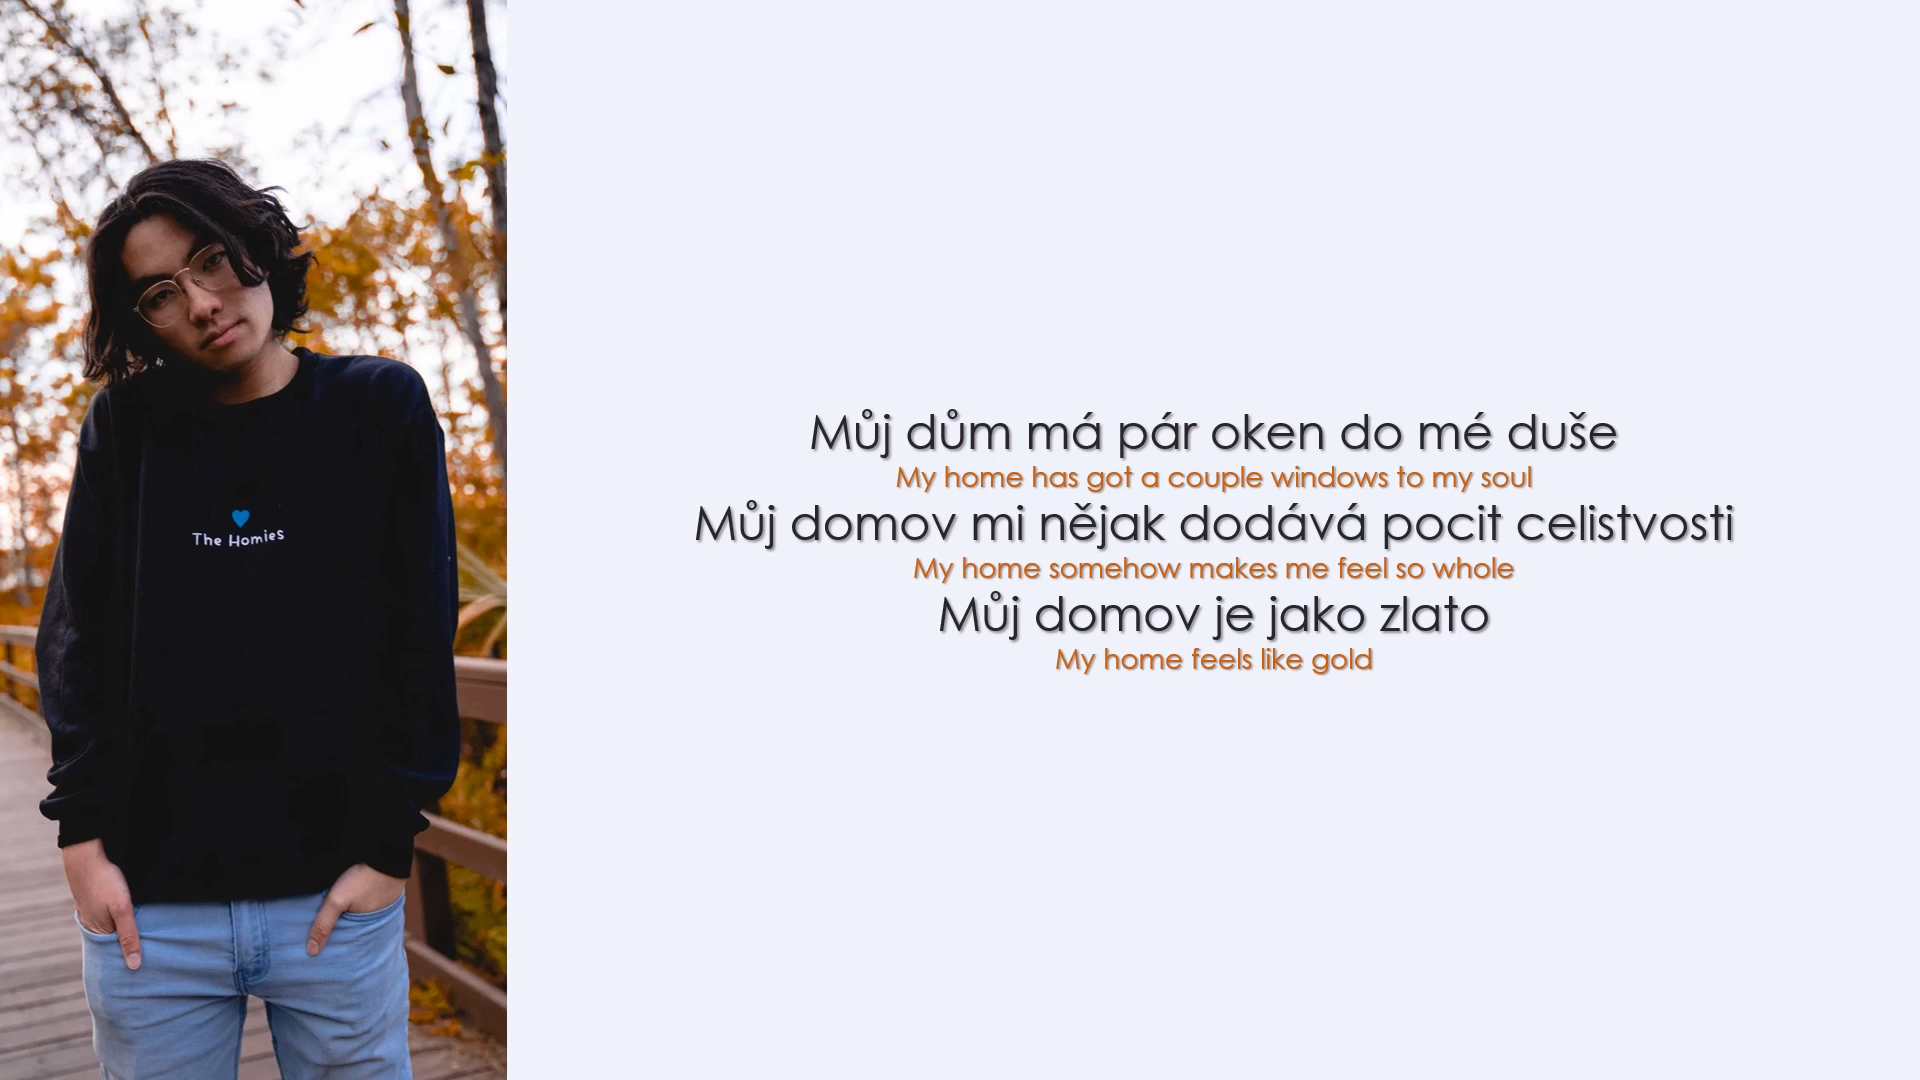 The Homies
Můj dům má pár oken do mé duše
My home has got a couple windows to my soul
Můj domov mi nějak dodává pocit celistvosti
My home somehow makes me feel so whole
Můj domov je jako zlato
My home feels like gold